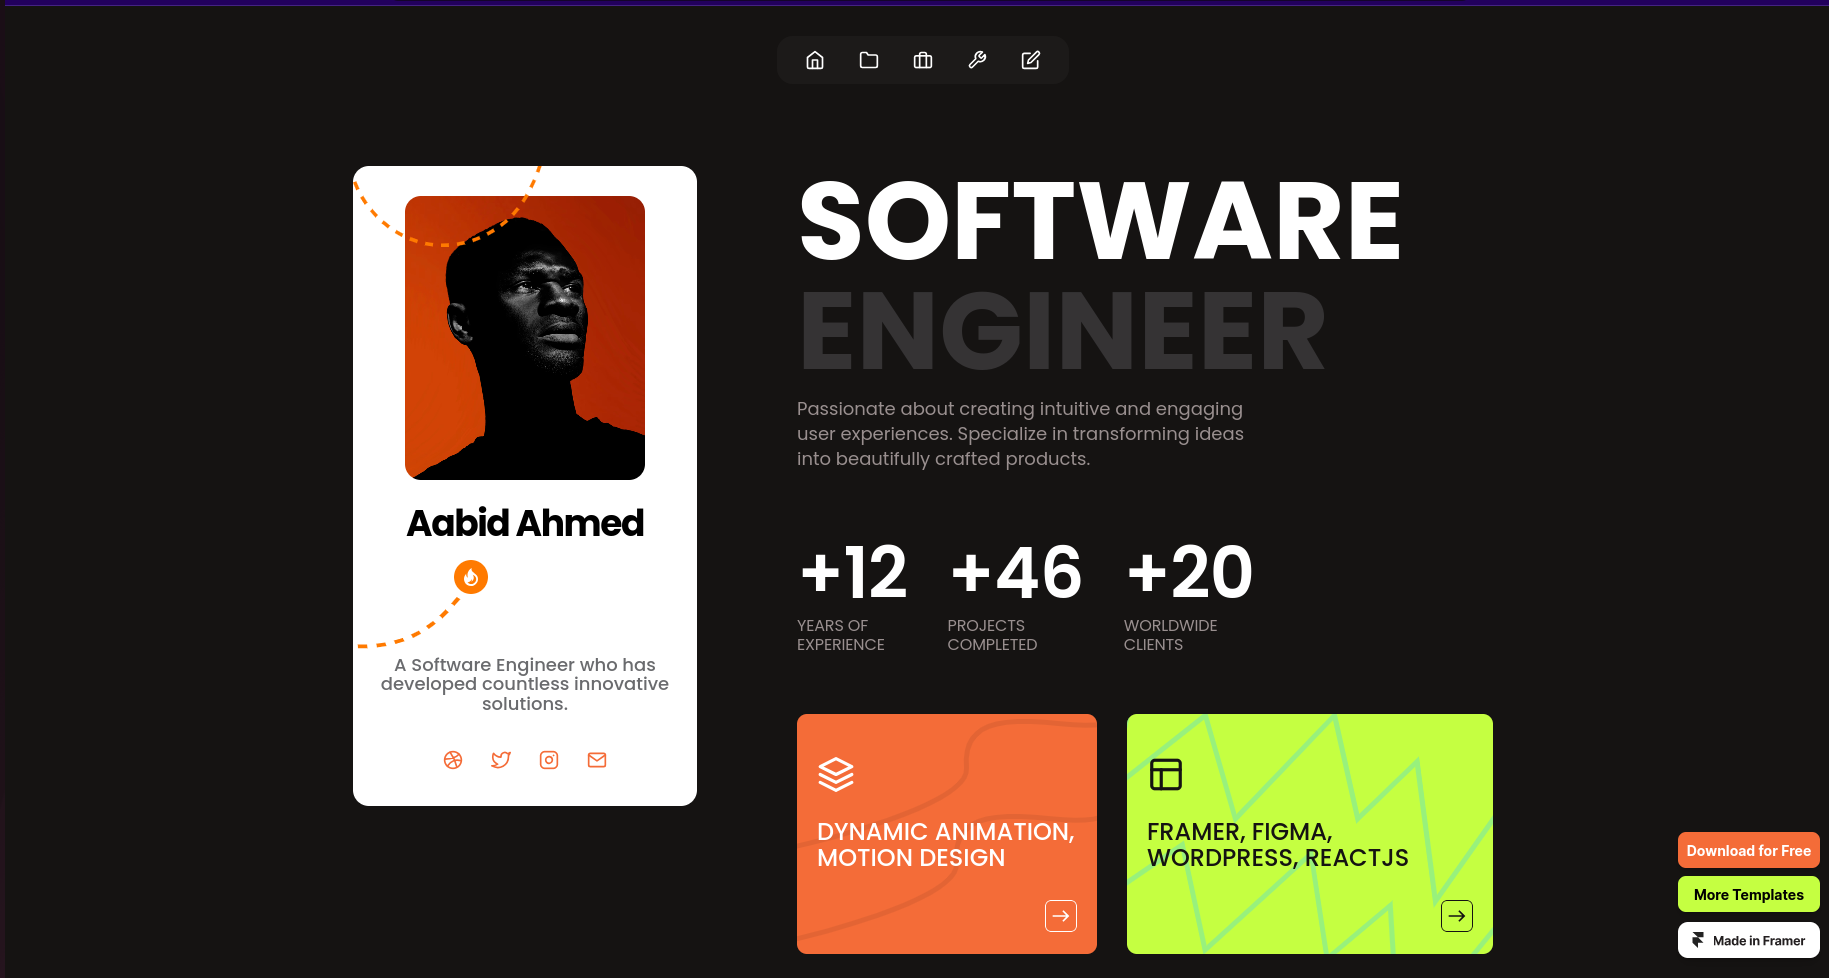 SOFTWARE
ENGINEER
Passionate about creating intuitive and engaging
user experiences. Specialize in transforming ideas
into beautifully crafted products.
Aabid Ahmed
A Software Engineer who has
developed countless innovative
solutions.
+12
YEARS OF
EXPERIENCE
+46
PROJECTS
COMPLETED
+20
WORLDWIDE
CLIENTS
DYNAMIC ANIMATION,
MOTION DESIGN
FRAMER, FIGMA,
WORDPRESS, REACTJS
Download for Free
More Templates
Made in Framer